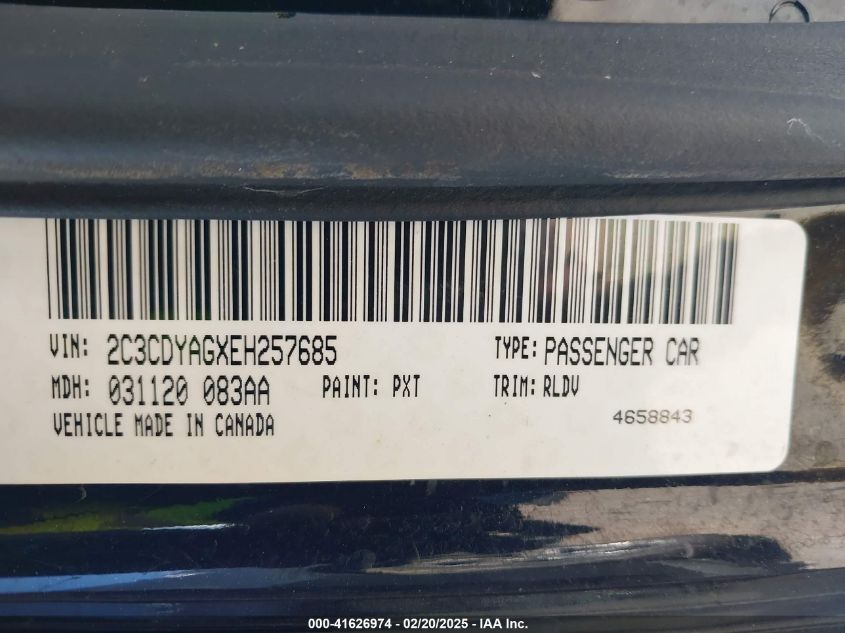 VIN: 2C3CDYAGXEH257685 TYPE: PASSENGER CAR
MDH: 031120 083AA PAINT: PXT TRIM: RLDV
VEHICLE MADE IN CANADA 4658843
000-41626974 — 02/20/2025 — IAA Inc.